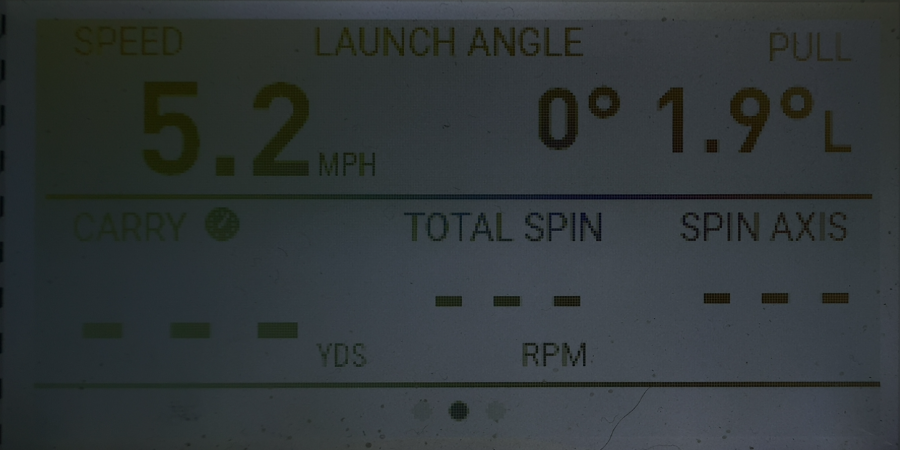 SPEED LAUNCH ANGLE PULL
5.2 MPH 0° 1.9° L
CARRY TOTAL SPIN SPIN AXIS
--- YDS --- RPM ---